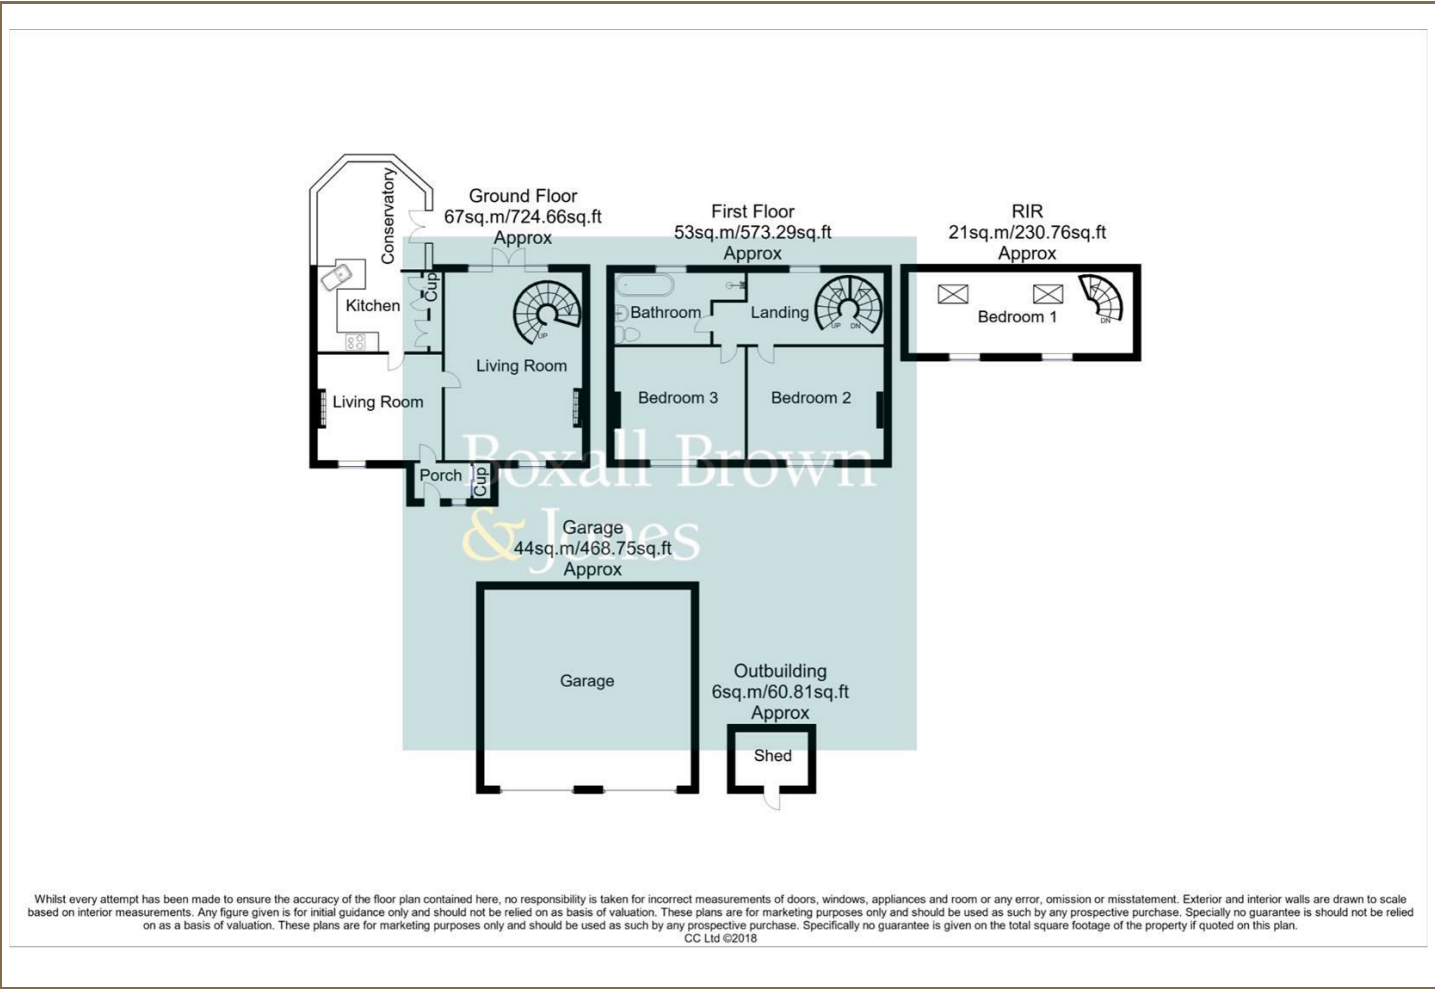 Conservatory
Ground Floor
67sq.m/724.66sq.ft
Approx
First Floor
53sq.m/573.29sq.ft
Approx
RIR
21sq.m/230.76sq.ft
Approx
Kitchen
Cup
UP
Living Room
Living Room
Porch
Cup
Bathroom
Landing
UP
DN
Bedroom 3
Bedroom 2
Bedroom 1
DN
Boxall Brown
& Jones
Garage
44sq.m/468.75sq.ft
Approx
Garage
Outbuilding
6sq.m/60.81sq.ft
Approx
Shed
Whilst every attempt has been made to ensure the accuracy of the floor plan contained here, no responsibility is taken for incorrect measurements of doors, windows, appliances and room or any error, omission or misstatement. Exterior and interior walls are drawn to scale
based on interior measurements. Any figure given is for initial guidance only and should not be relied on as basis of valuation. These plans are for marketing purposes only and should be used as such by any prospective purchase. Specially no guarantee is should not be relied
on as a basis of valuation. These plans are for marketing purposes only and should be used as such by any prospective purchase. Specifically no guarantee is given on the total square footage of the property if quoted on this plan.
CC Ltd ©2018